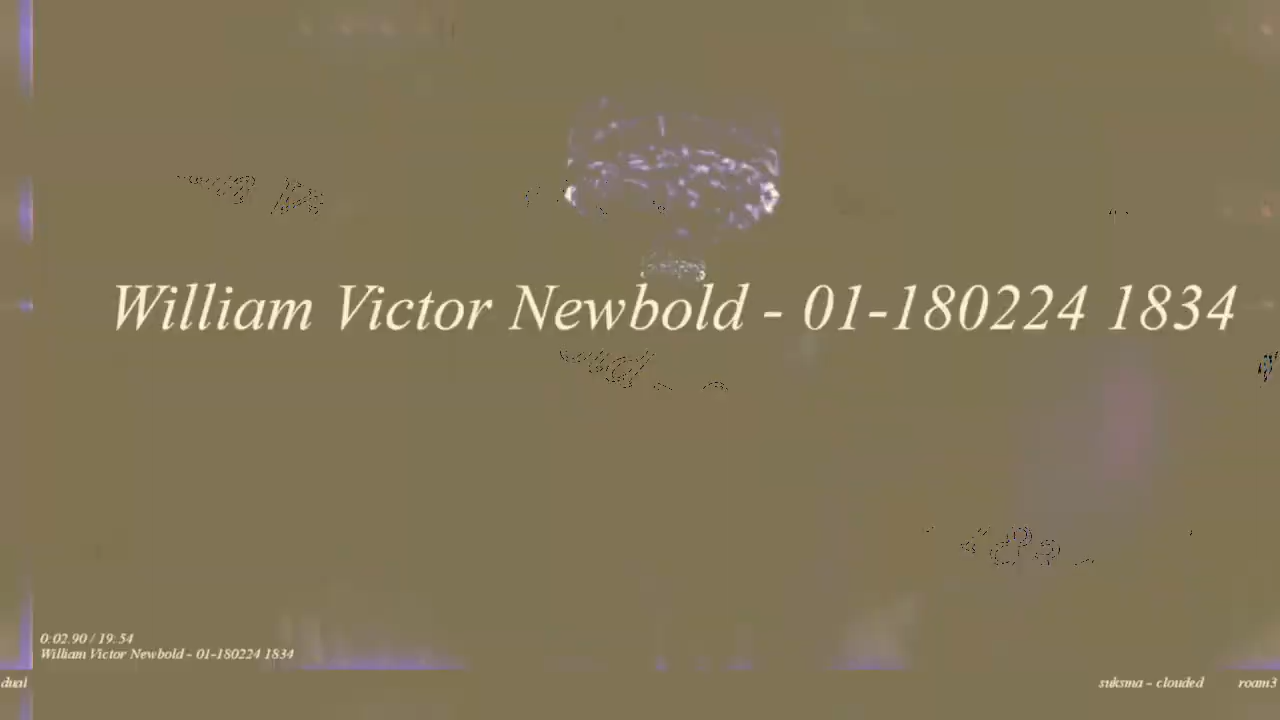 William Victor Newbold - 01-180224 1834
0:02.90 / 19:54
William Victor Newbold - 01-180224 1834
dual
suksma - clouded
roam3